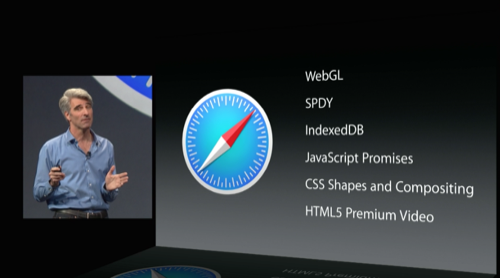 WebGL
SPDY
IndexedDB
JavaScript Promises
CSS Shapes and Compositing
HTML5 Premium Video